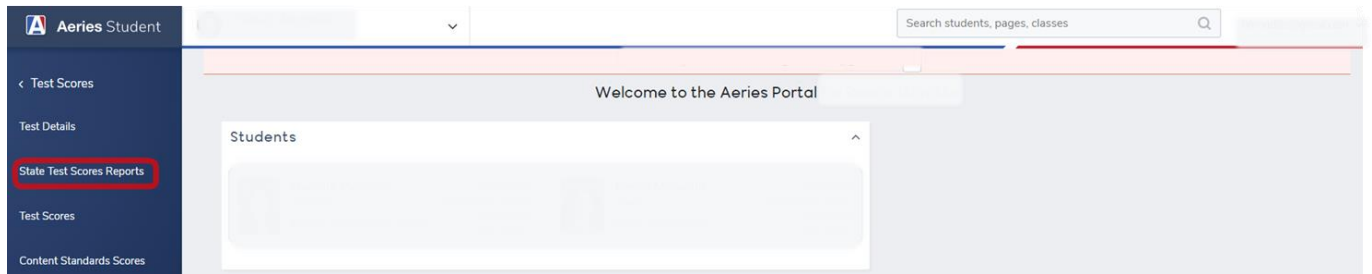 Aeries Student
Search students, pages, classes
< Test Scores
Welcome to the Aeries Portal
Test Details
Students
State Test Scores Reports
Test Scores
Content Standards Scores